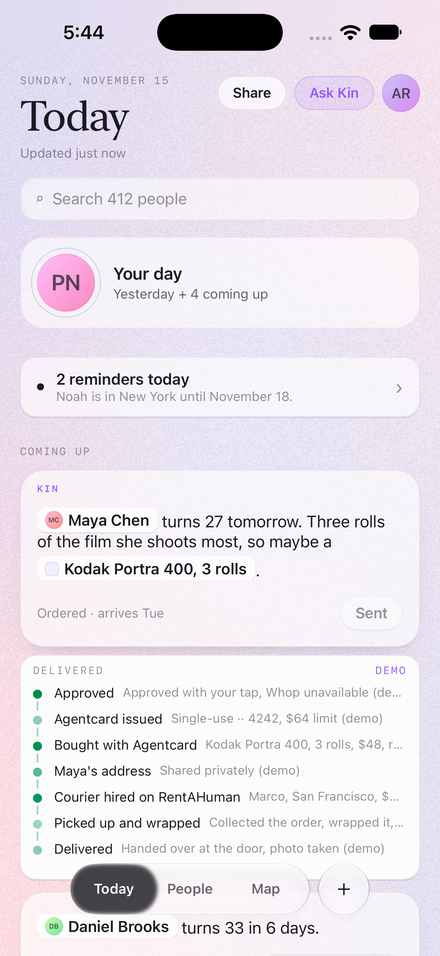 5:44
SUNDAY, NOVEMBER 15
Today
Updated just now
Share
Ask Kin
AR
Search 412 people
PN
Your day
Yesterday + 4 coming up
2 reminders today
Noah is in New York until November 18.
COMING UP
KIN
MC Maya Chen turns 27 tomorrow. Three rolls
of the film she shoots most, so maybe a
Kodak Portra 400, 3 rolls .
Ordered · arrives Tue
Sent
DELIVERED
DEMO
Approved Approved with your tap, Whop unavailable (de...
Agentcard issued Single-use ·· 4242, $64 limit (demo)
Bought with Agentcard Kodak Portra 400, 3 rolls, $48, r...
Maya's address Shared privately (demo)
Courier hired on RentAHuman Marco, San Francisco, $...
Picked up and wrapped Collected the order, wrapped it,...
Delivered Handed over at the door, photo taken (demo)
Today
People
Map
+
DB Daniel Brooks turns 33 in 6 days.